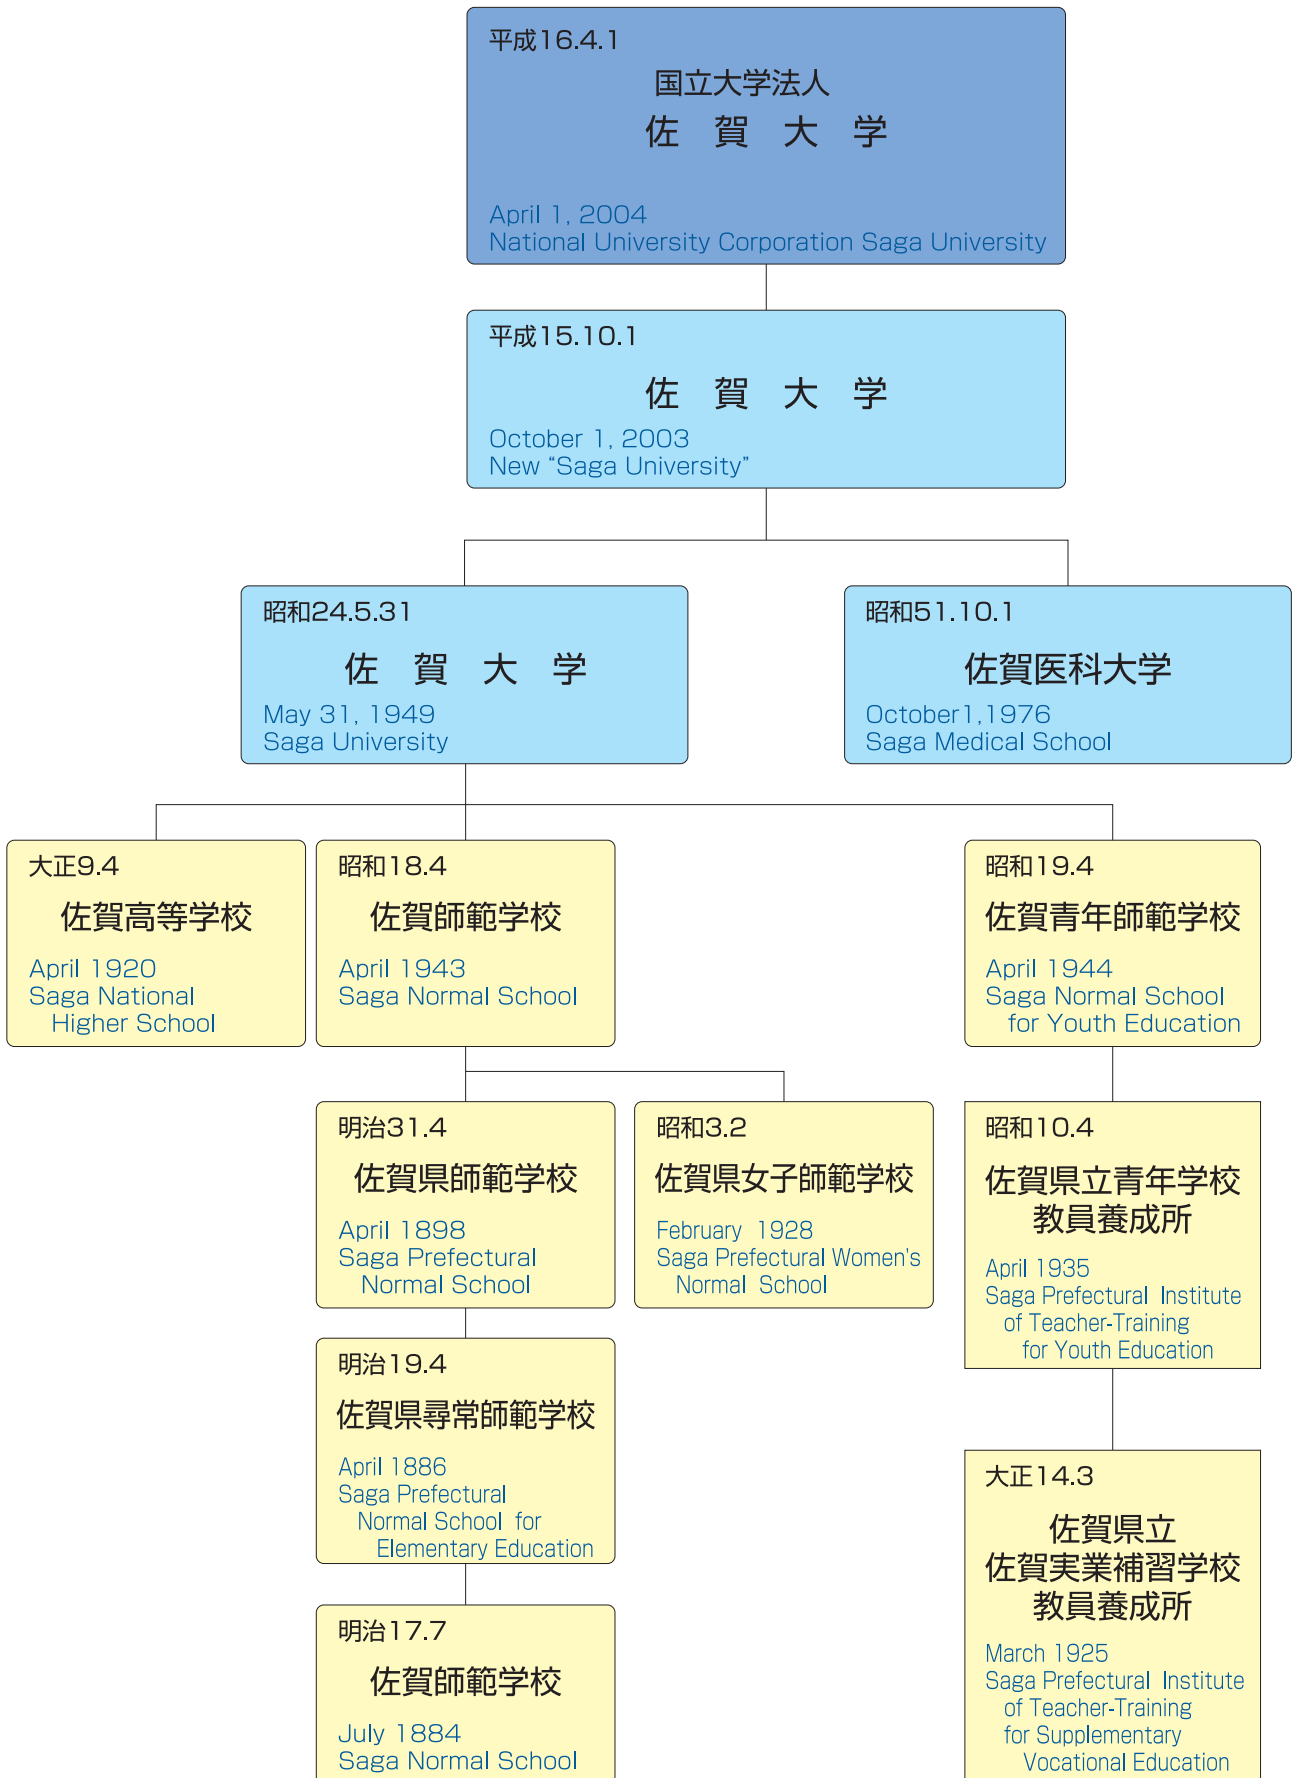 平成16.4.1
国立大学法人
佐　賀　大　学
April 1, 2004
National University Corporation Saga University
平成15.10.1
佐　賀　大　学
October 1, 2003
New “Saga University”
昭和24.5.31
佐　賀　大　学
May 31, 1949
Saga University
昭和51.10.1
佐賀医科大学
October1,1976
Saga Medical School
大正9.4
佐賀高等学校
April 1920
Saga National
Higher School
昭和18.4
佐賀師範学校
April 1943
Saga Normal School
昭和19.4
佐賀青年師範学校
April 1944
Saga Normal School
for Youth Education
明治31.4
佐賀県師範学校
April 1898
Saga Prefectural
Normal School
昭和3.2
佐賀県女子師範学校
February 1928
Saga Prefectural Women's
Normal School
昭和10.4
佐賀県立青年学校
教員養成所
April 1935
Saga Prefectural Institute
of Teacher-Training
for Youth Education
明治19.4
佐賀県尋常師範学校
April 1886
Saga Prefectural
Normal School for
Elementary Education
大正14.3
佐賀県立
佐賀実業補習学校
教員養成所
March 1925
Saga Prefectural Institute
of Teacher-Training
for Supplementary
Vocational Education
明治17.7
佐賀師範学校
July 1884
Saga Normal School